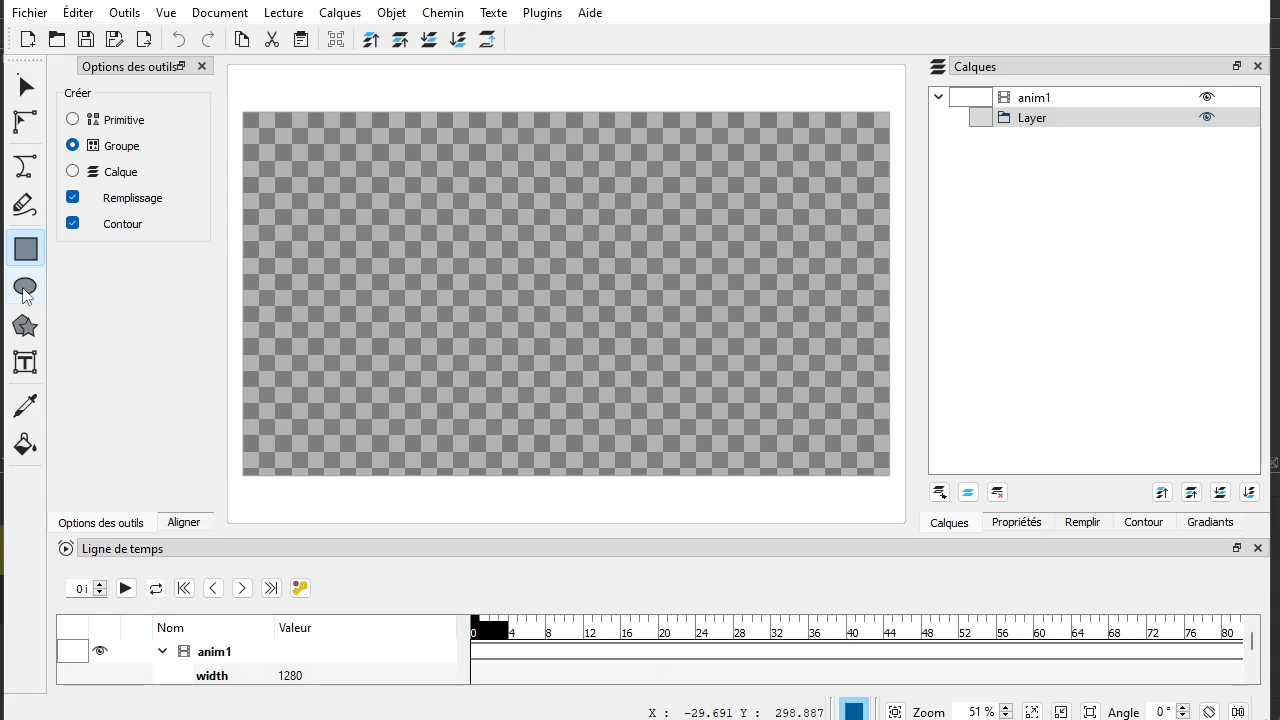 Fichier Éditer Outils Vue Document Lecture Calques Objet Chemin Texte Plugins Aide
Options des outils
Créer
Primitive
Groupe
Calque
Remplissage
Contour
Options des outils Aligner
Calques
anim1
Layer
Calques Propriétés Remplir Contour Gradiants
Ligne de temps
0 i
Nom Valeur
0 4 8 12 16 20 24 28 32 36 40 44 48 52 56 60 64 68 72 76 80
anim1
width 1280
X : -29.691 Y : 298.887 Zoom 51 % Angle 0 °